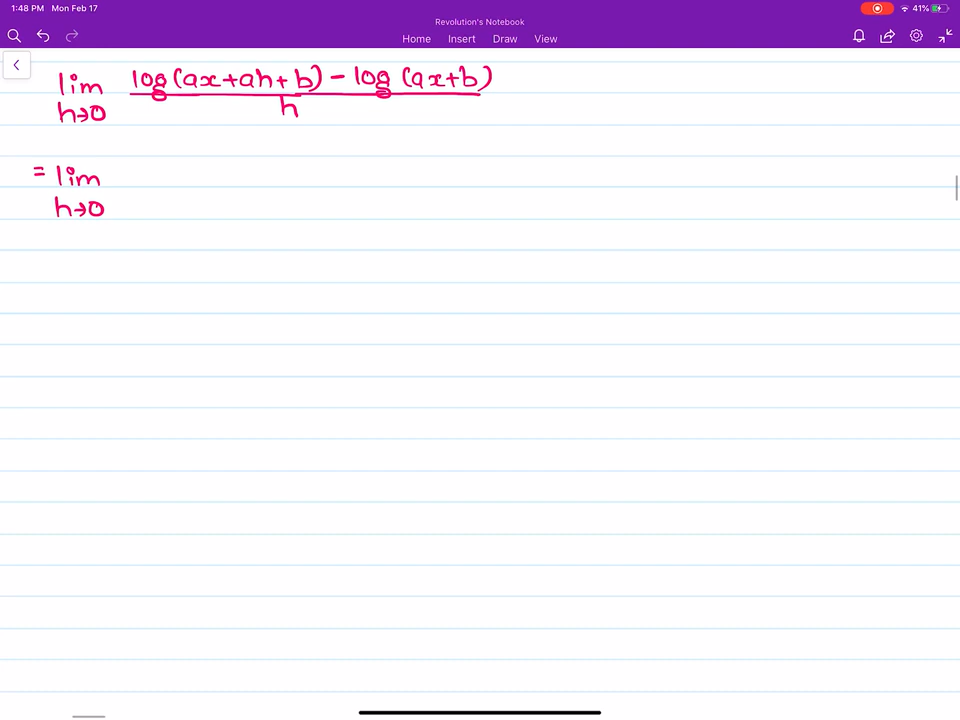 1:48 PM Mon Feb 17
41%
Revolution's Notebook
Home Insert Draw View
lim log(ax+ah+b) - log(ax+b)
h→0 h
= lim
h→0